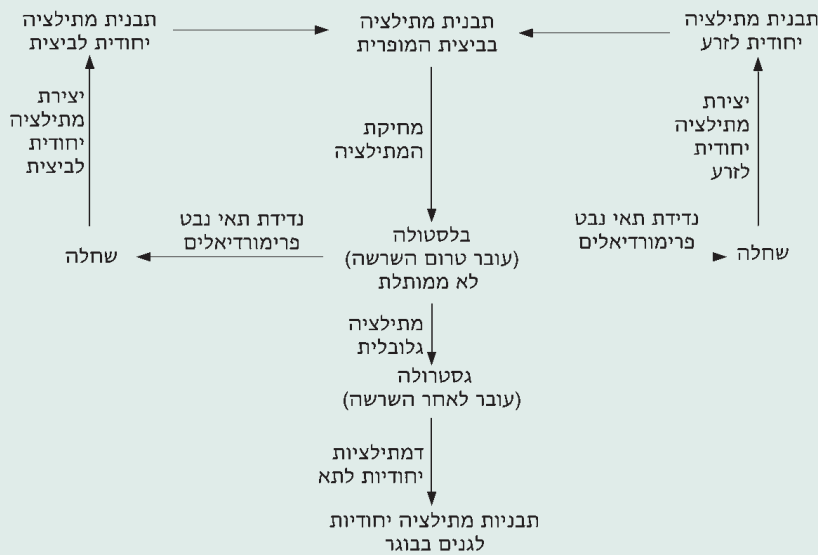 תבנית מתילציה
יחודית לזרע
תבנית מתילציה
בביצית המופרית
תבנית מתילציה
יחודית לביצית
יצירת
מתילציה
יחודית
לזרע
מחיקת
המתילציה
יצירת
מתילציה
יחודית
לביצית
נדידת תאי נבט
פרימורדיאלים
נדידת תאי נבט
פרימורדיאלים
שחלה
בלסטולה
(עובר טרום השרשה)
לא ממותלת
שחלה
מתילציה
גלובלית
גסטרולה
(עובר לאחר השרשה)
דמתילציות
יחודיות לתא
תבניות מתילציה יחודיות
לגנים בבוגר